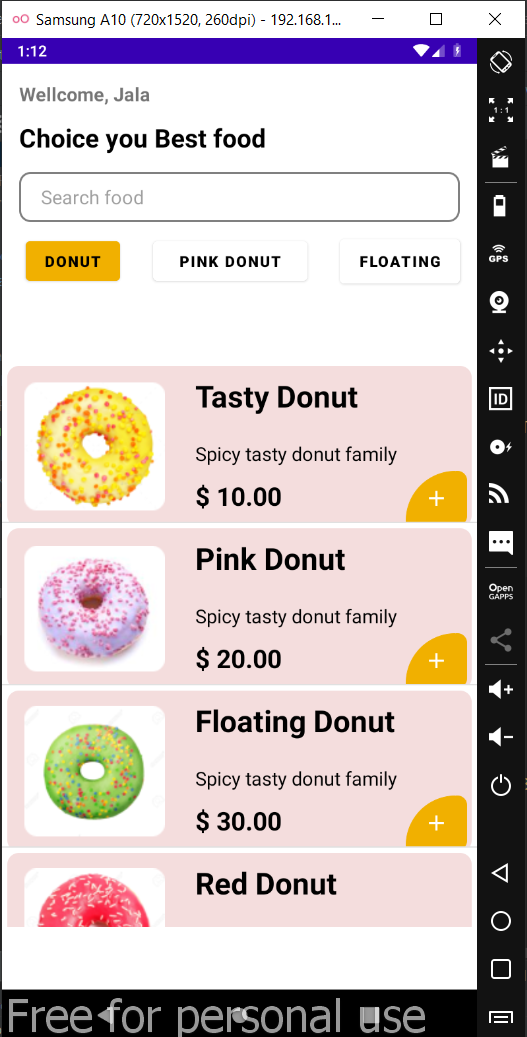 Samsung A10 (720x1520, 260dpi) - 192.168.1...
1:12
Wellcome, Jala
Choice you Best food
Search food
DONUT PINK DONUT FLOATING
Tasty Donut
Spicy tasty donut family
$ 10.00
+
Pink Donut
Spicy tasty donut family
$ 20.00
+
Floating Donut
Spicy tasty donut family
$ 30.00
+
Red Donut
1:1
GPS
ID
Open
GAPPS
Free for personal use